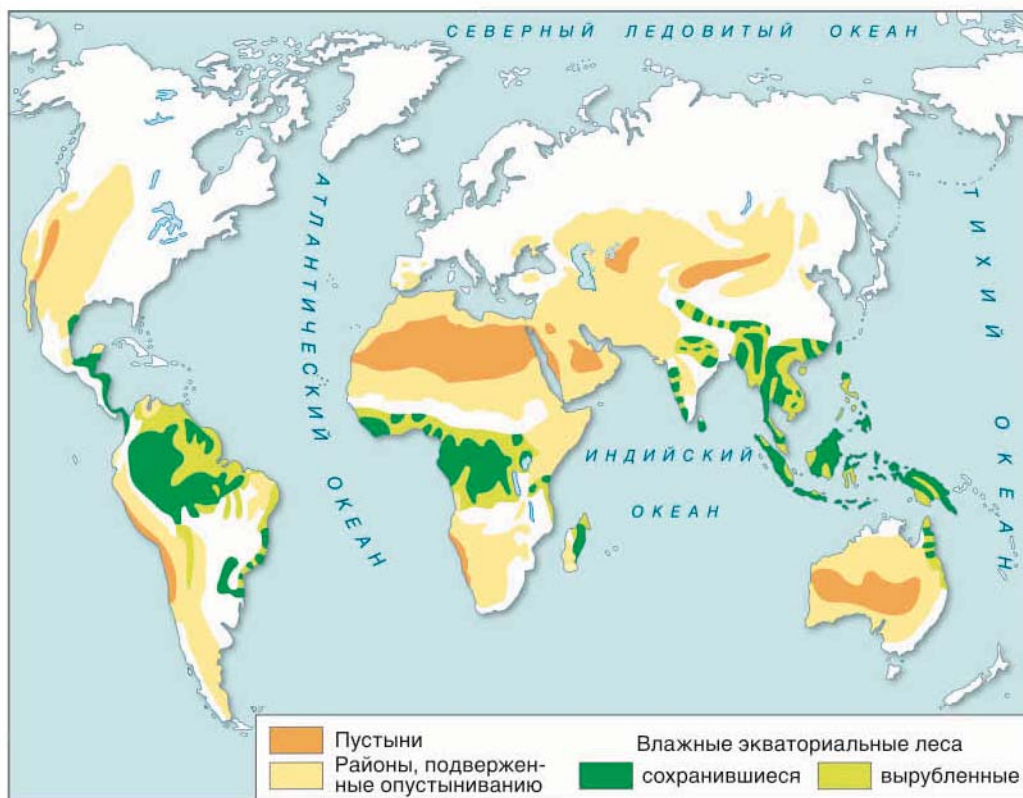 СЕВЕРНЫЙ ЛЕДОВИТЫЙ ОКЕАН
АТЛАНТИЧЕСКИЙ ОКЕАН
ТИХИЙ ОКЕАН
ИНДИЙСКИЙ
ОКЕАН
Пустыни
Районы, подвержен-
ные опустыниванию
Влажные экваториальные леса
сохранившиеся
вырубленные